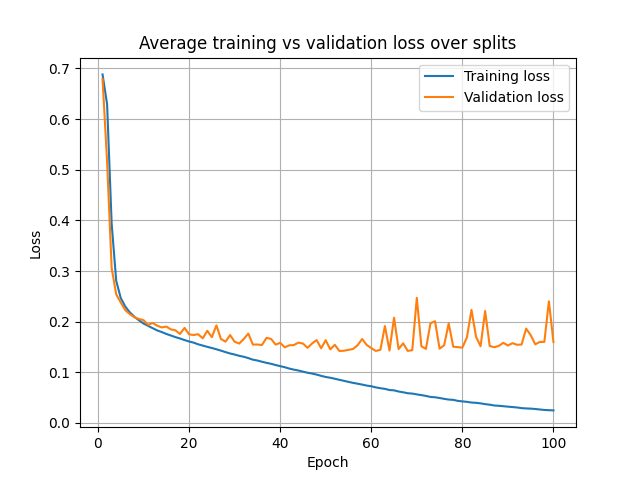 Average training vs validation loss over splits
Training loss
Validation loss
0.7
0.6
0.5
0.4
0.3
0.2
0.1
0.0
Loss
0 20 40 60 80 100
Epoch